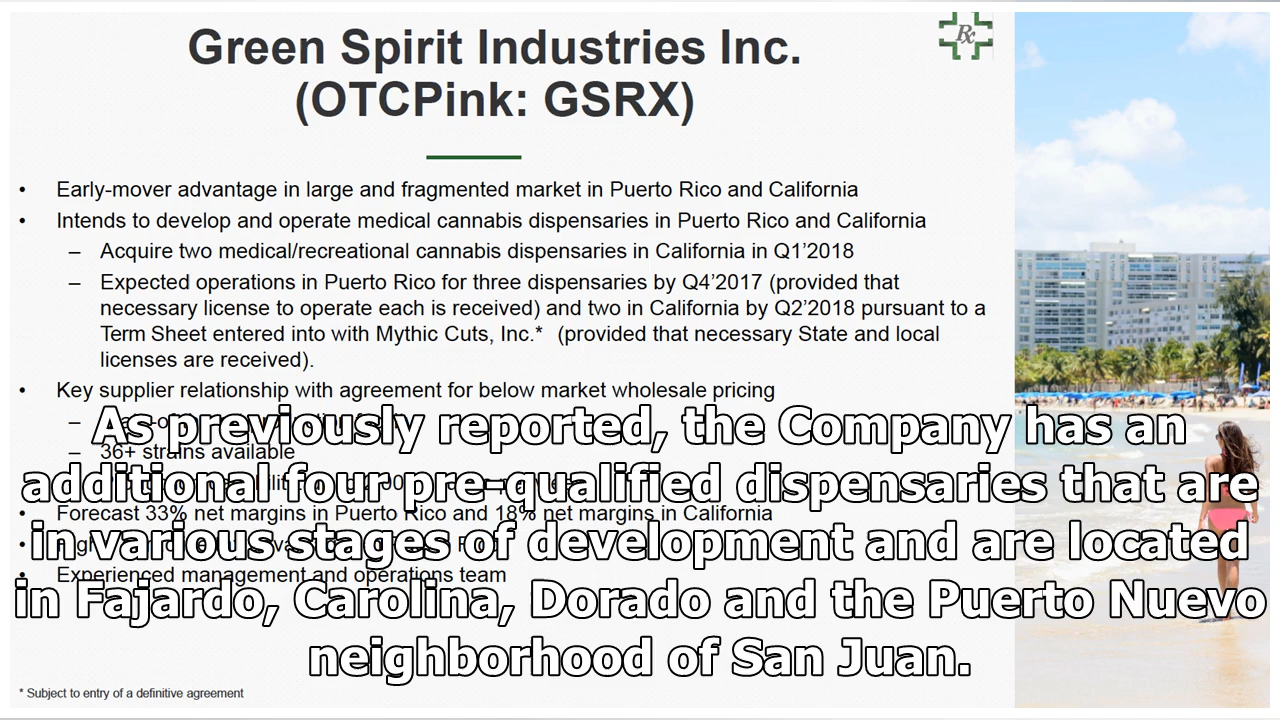 Rx
Green Spirit Industries Inc.
(OTCPink: GSRX)
• Early-mover advantage in large and fragmented market in Puerto Rico and California
• Intends to develop and operate medical cannabis dispensaries in Puerto Rico and California
– Acquire two medical/recreational cannabis dispensaries in California in Q1’2018
– Expected operations in Puerto Rico for three dispensaries by Q4’2017 (provided that
necessary license to operate each is received) and two in California by Q2’2018 pursuant to a
Term Sheet entered into with Mythic Cuts, Inc.* (provided that necessary State and local
licenses are received).
• Key supplier relationship with agreement for below market wholesale pricing
– 36+ strains available
• Forecast 33% net margins in Puerto Rico and 18% net margins in California
• Experienced management and operations team
As previously reported, the Company has an
additional four pre-qualified dispensaries that are
in various stages of development and are located
in Fajardo, Carolina, Dorado and the Puerto Nuevo
neighborhood of San Juan.
* Subject to entry of a definitive agreement